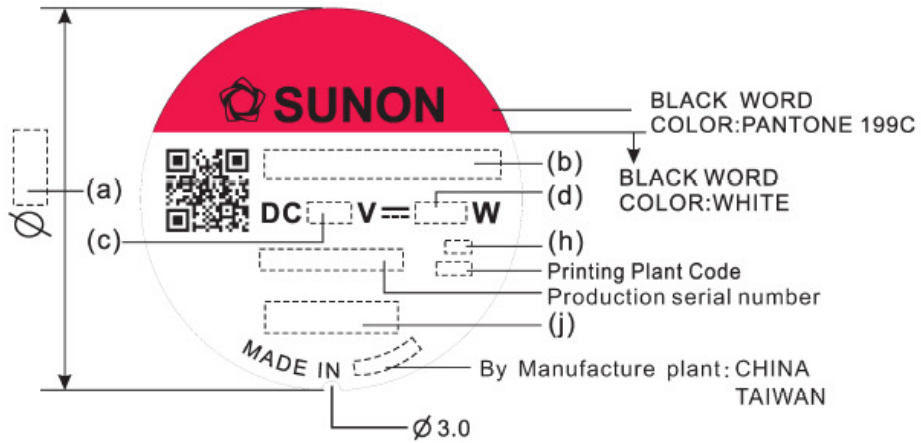 SUNON
BLACK WORD
COLOR:PANTONE 199C
BLACK WORD
COLOR:WHITE
(a)
Ø
(b)
(d)
DC V⎓ W
(c)
(h)
Printing Plant Code
Production serial number
(j)
MADE IN
By Manufacture plant: CHINA
TAIWAN
Ø3.0